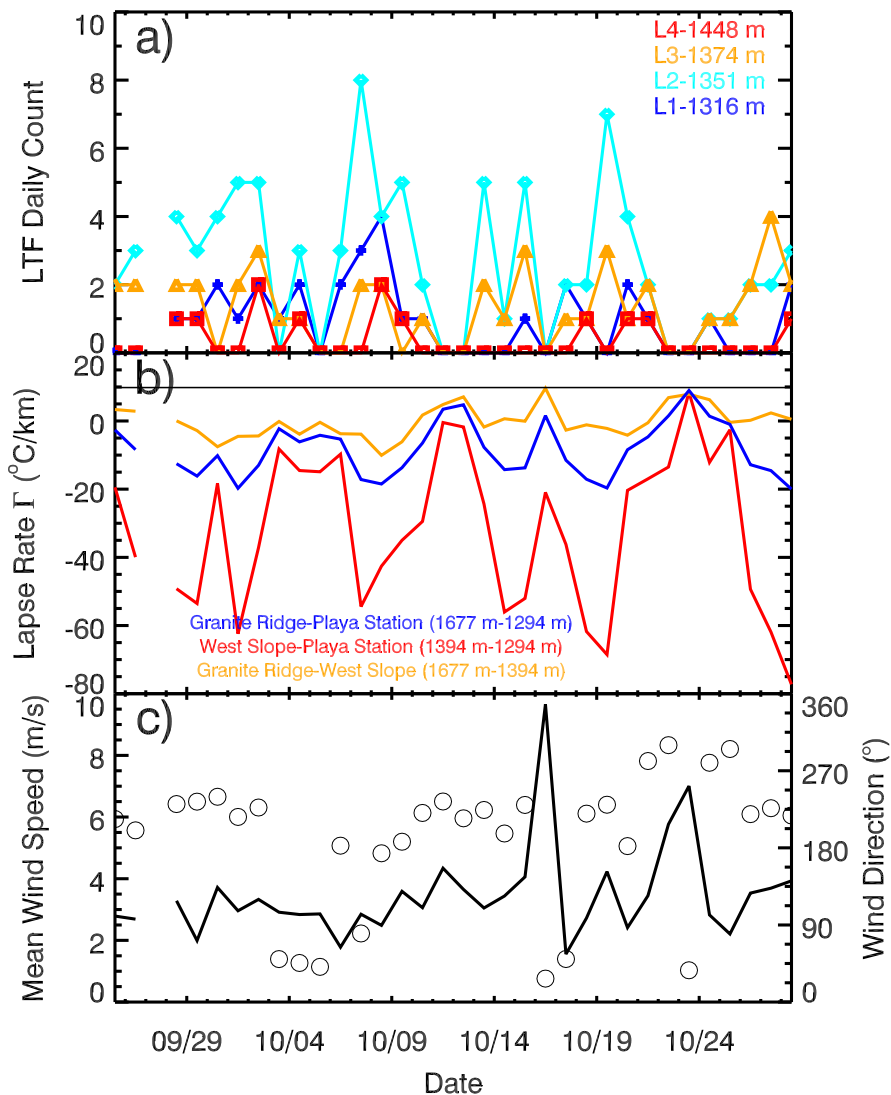 a)
L4-1448 m
L3-1374 m
L2-1351 m
L1-1316 m
LTF Daily Count
10
8
6
4
2
0
b)
Lapse Rate Γ (°C/km)
20
0
-20
-40
-60
-80
Granite Ridge-Playa Station (1677 m-1294 m)
West Slope-Playa Station (1394 m-1294 m)
Granite Ridge-West Slope (1677 m-1394 m)
c)
Mean Wind Speed (m/s)
10
8
6
4
2
0
360
270
180
90
0
Wind Direction (°)
09/29 10/04 10/09 10/14 10/19 10/24
Date